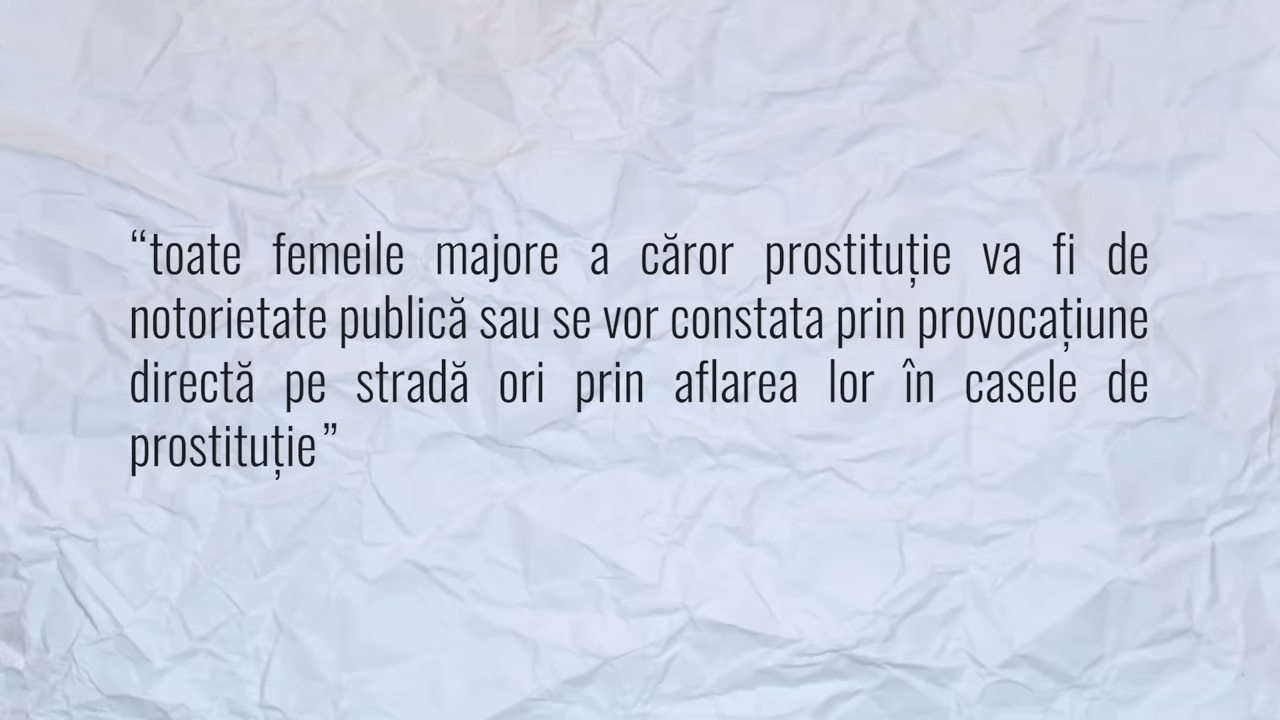 “toate femeile majore a căror prostituție va fi de
notorietate publică sau se vor constata prin provocațiune
directă pe stradă ori prin aflarea lor în casele de
prostituție”